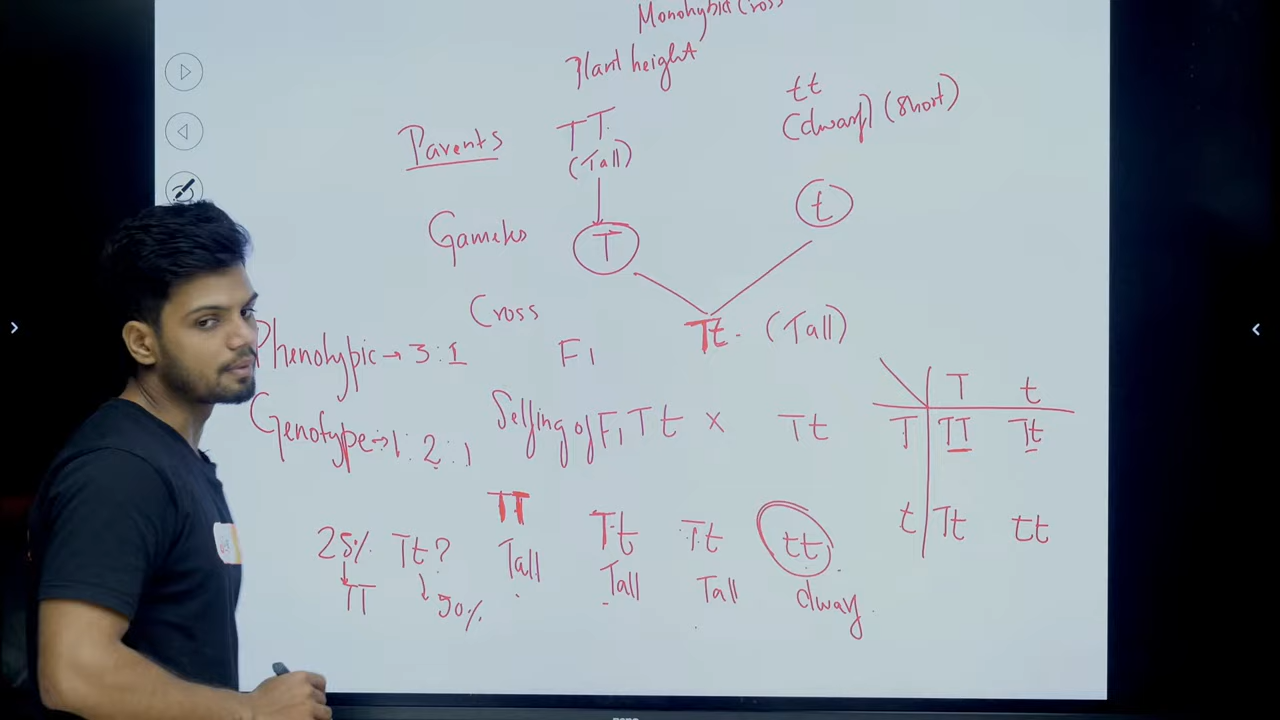 Monohybrid Cross
Plant height
Parents TT (Tall)
tt (dwarf) (Short)
Gametes T t
Cross
F1 Tt. (Tall)
Phenotypic → 3:1
Genotype → 1:2:1
Selfing of F1 Tt x Tt
T t
T TT Tt
t Tt tt
TT Tt Tt tt
Tall Tall Tall dwarf
25% Tt?
TT 50%